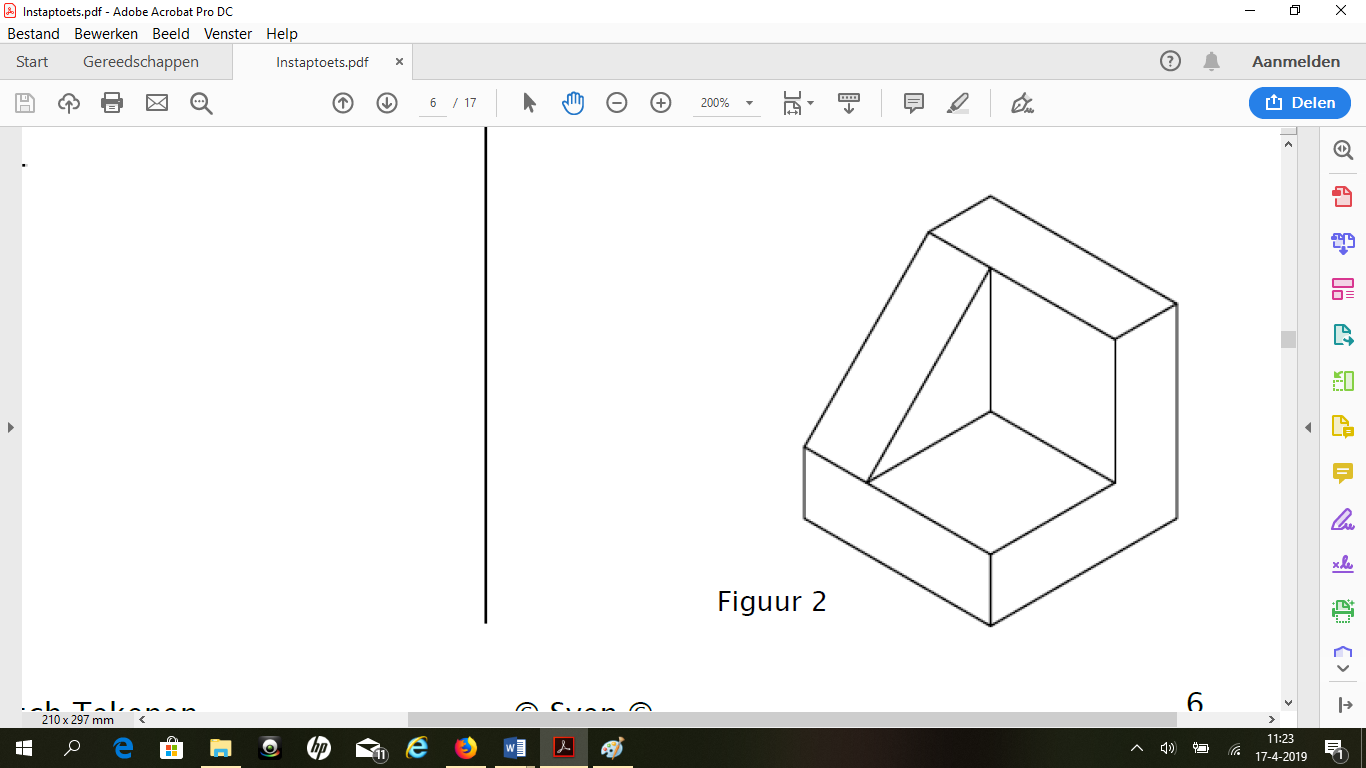 Instaptoets.pdf - Adobe Acrobat Pro DC
Bestand Bewerken Beeld Venster Help
Start Gereedschappen Instaptoets.pdf × Aanmelden
6 / 17 200% Delen
Figuur 2
© Sven © 6
210 x 297 mm
11:23
17-4-2019